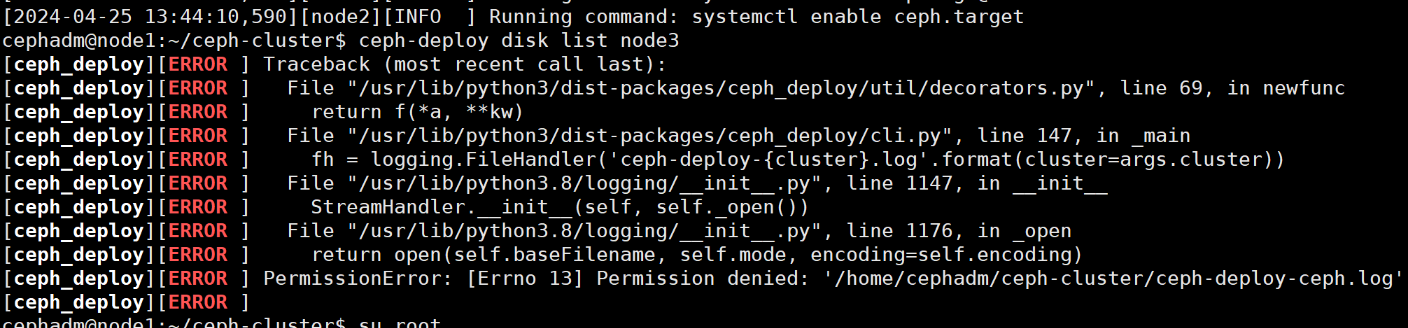 [2024-04-25 13:44:10,590][node2][INFO  ] Running command: systemctl enable ceph.target
cephadm@node1:~/ceph-cluster$ ceph-deploy disk list node3
[ceph_deploy][ERROR ] Traceback (most recent call last):
[ceph_deploy][ERROR ]   File "/usr/lib/python3/dist-packages/ceph_deploy/util/decorators.py", line 69, in newfunc
[ceph_deploy][ERROR ]     return f(*a, **kw)
[ceph_deploy][ERROR ]   File "/usr/lib/python3/dist-packages/ceph_deploy/cli.py", line 147, in _main
[ceph_deploy][ERROR ]     fh = logging.FileHandler('ceph-deploy-{cluster}.log'.format(cluster=args.cluster))
[ceph_deploy][ERROR ]   File "/usr/lib/python3.8/logging/__init__.py", line 1147, in __init__
[ceph_deploy][ERROR ]     StreamHandler.__init__(self, self._open())
[ceph_deploy][ERROR ]   File "/usr/lib/python3.8/logging/__init__.py", line 1176, in _open
[ceph_deploy][ERROR ]     return open(self.baseFilename, self.mode, encoding=self.encoding)
[ceph_deploy][ERROR ] PermissionError: [Errno 13] Permission denied: '/home/cephadm/ceph-cluster/ceph-deploy-ceph.log'
[ceph_deploy][ERROR ]
cephadm@node1:~/ceph-cluster$ su root